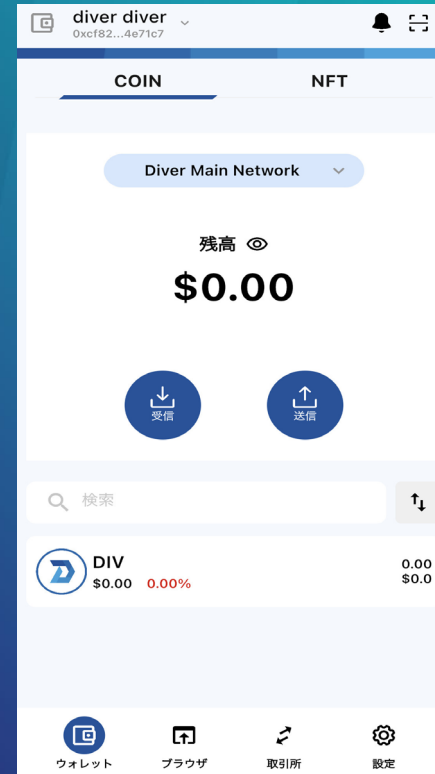 diver diver
0xcf82...4e71c7
COIN NFT
Diver Main Network
残高
$0.00
受信 送信
検索
DIV 0.00
$0.00 0.00% $0.0
ウォレット ブラウザ 取引所 設定